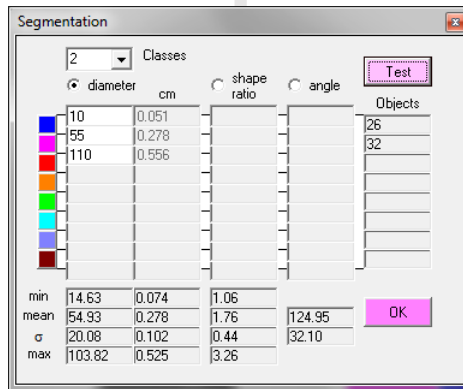 Segmentation
2 Classes
Test
diameter cm shape ratio angle
Objects
10 0.051 26
55 0.278 32
110 0.556
min 14.63 0.074 1.06
mean 54.93 0.278 1.76 124.95 OK
σ 20.08 0.102 0.44 32.10
max 103.82 0.525 3.26